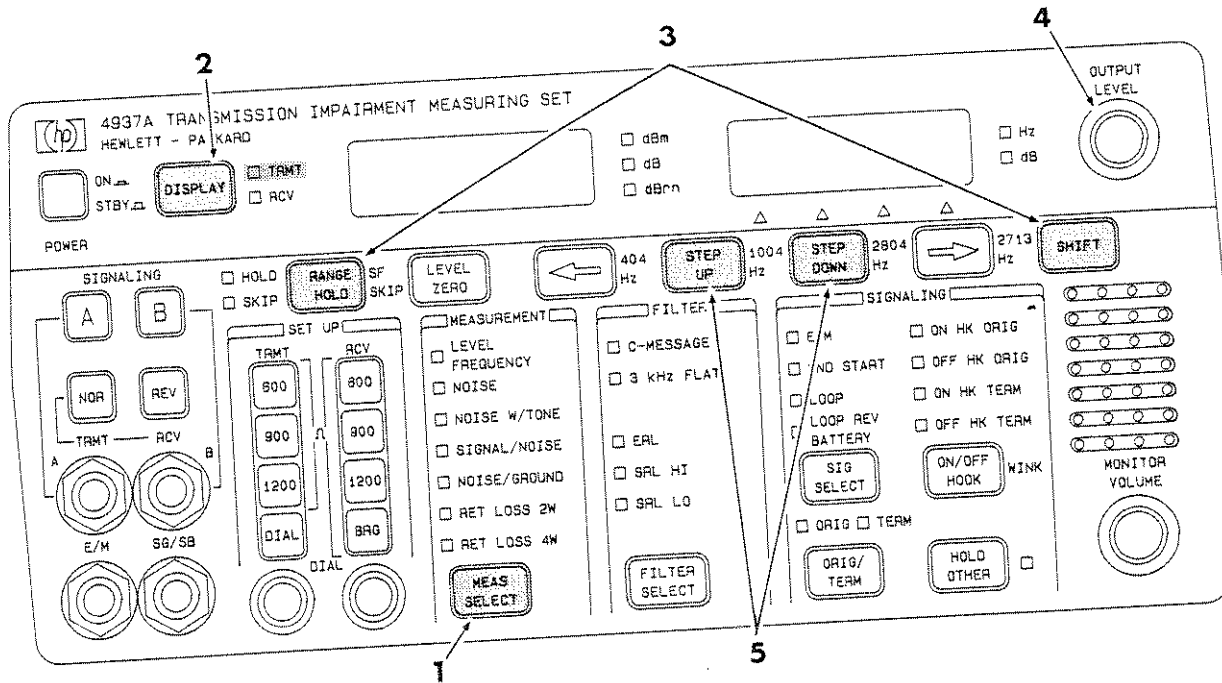 3
4
2
OUTPUT
LEVEL
hp
4937A TRANSMISSION IMPAIRMENT MEASURING SET
HEWLETT - PACKARD
ON
STBY
DISPLAY
TRMT
RCV
dBm
dB
dBrn
Hz
dB
POWER
SIGNALING
A
B
HOLD
SKIP
RANGE
HOLD
SF
SKIP
LEVEL
ZERO
404
Hz
STEP
UP
1004
Hz
STEP
DOWN
2804
Hz
2713
Hz
SHIFT
NOR
REV
TRMT
RCV
A
B
E/M
SG/SB
SET UP
TRMT
RCV
600
900
1200
DIAL
Ω
600
900
1200
BRG
DIAL
MEASUREMENT
LEVEL
FREQUENCY
NOISE
NOISE W/TONE
SIGNAL/NOISE
NOISE/GROUND
RET LOSS 2W
RET LOSS 4W
MEAS
SELECT
FILTER
C-MESSAGE
3 kHz FLAT
ERL
SRL HI
SRL LO
FILTER
SELECT
SIGNALING
E/M
GND START
LOOP
LOOP REV
BATTERY
SIG
SELECT
ORIG
TERM
ORIG/
TERM
ON HK ORIG
OFF HK ORIG
ON HK TERM
OFF HK TERM
ON/OFF
HOOK
WINK
HOLD
OTHER
MONITOR
VOLUME
1
5